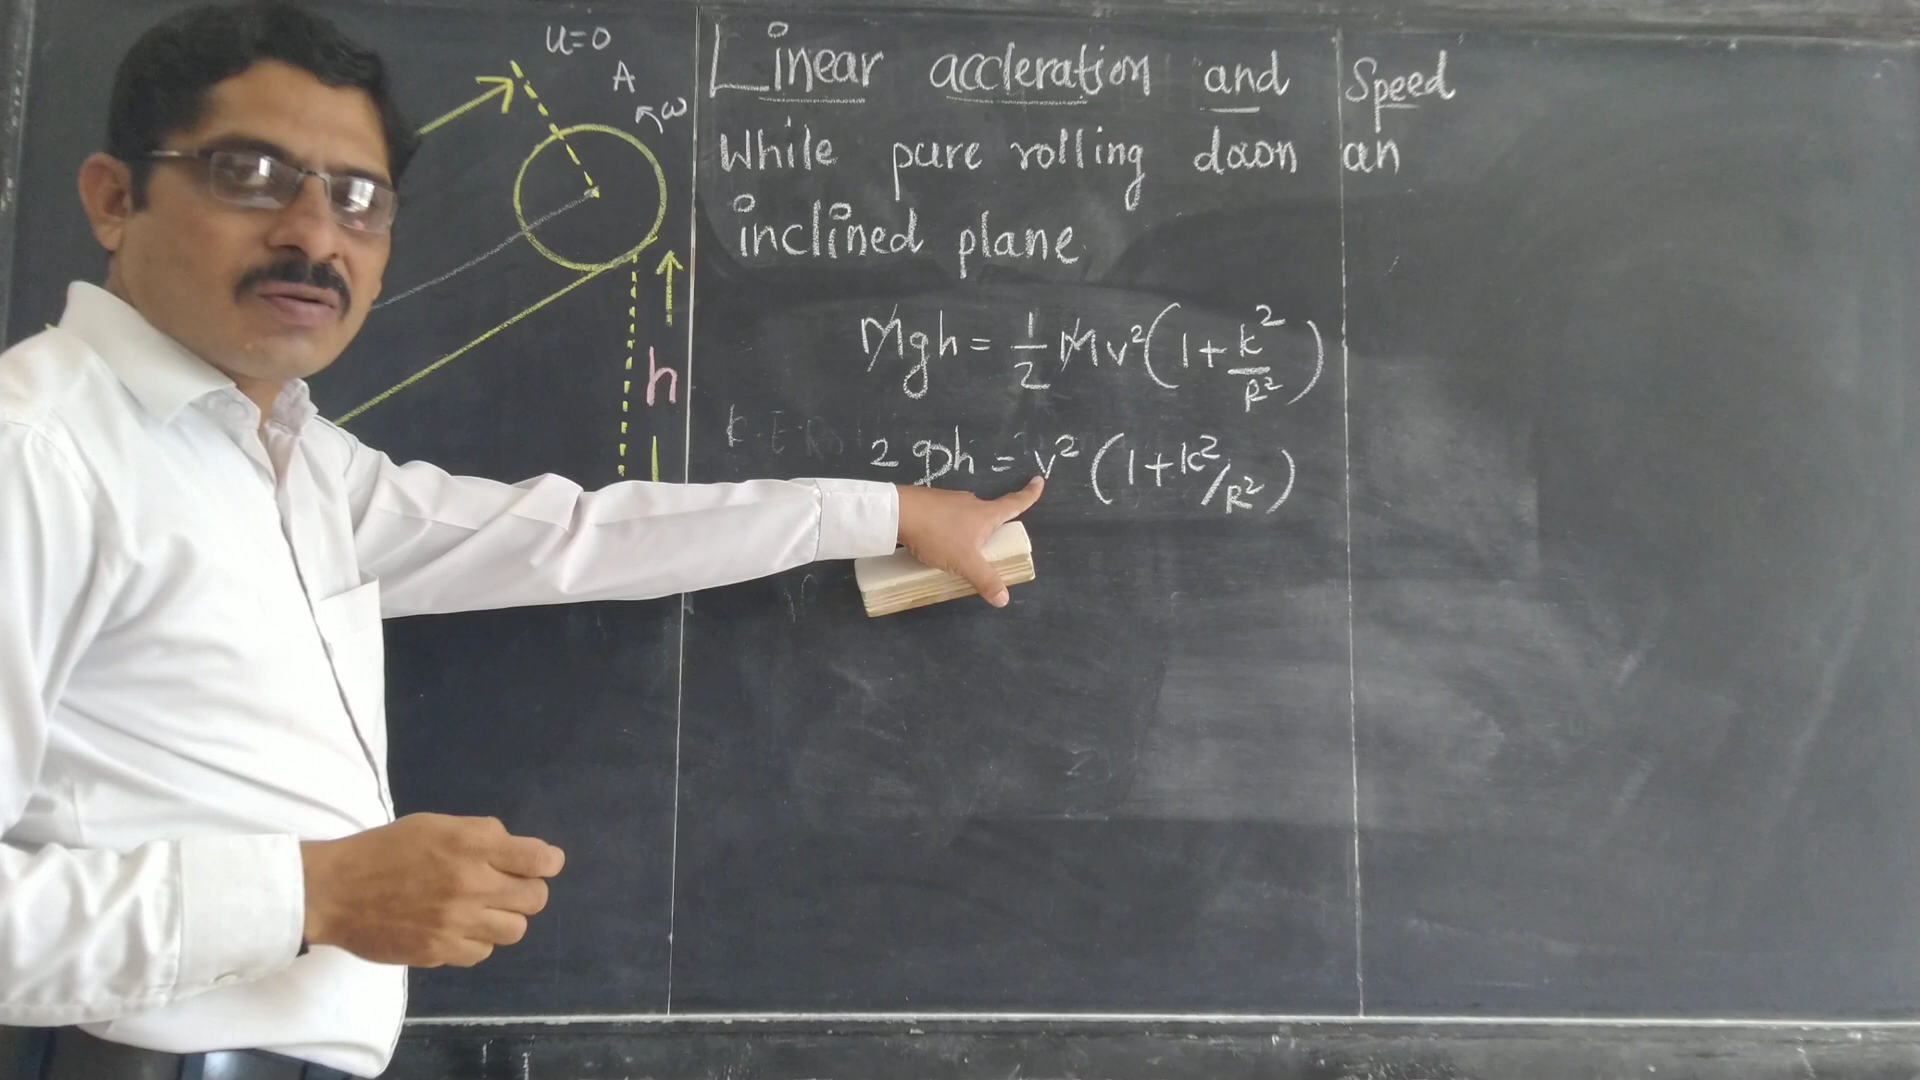 u=0
A
ω
h
Linear accleration and Speed
While pure rolling down an
inclined plane
Mgh = 1/2 Mv²(1+k²/R²)
K.E R
2gh = v²(1+k²/R²)